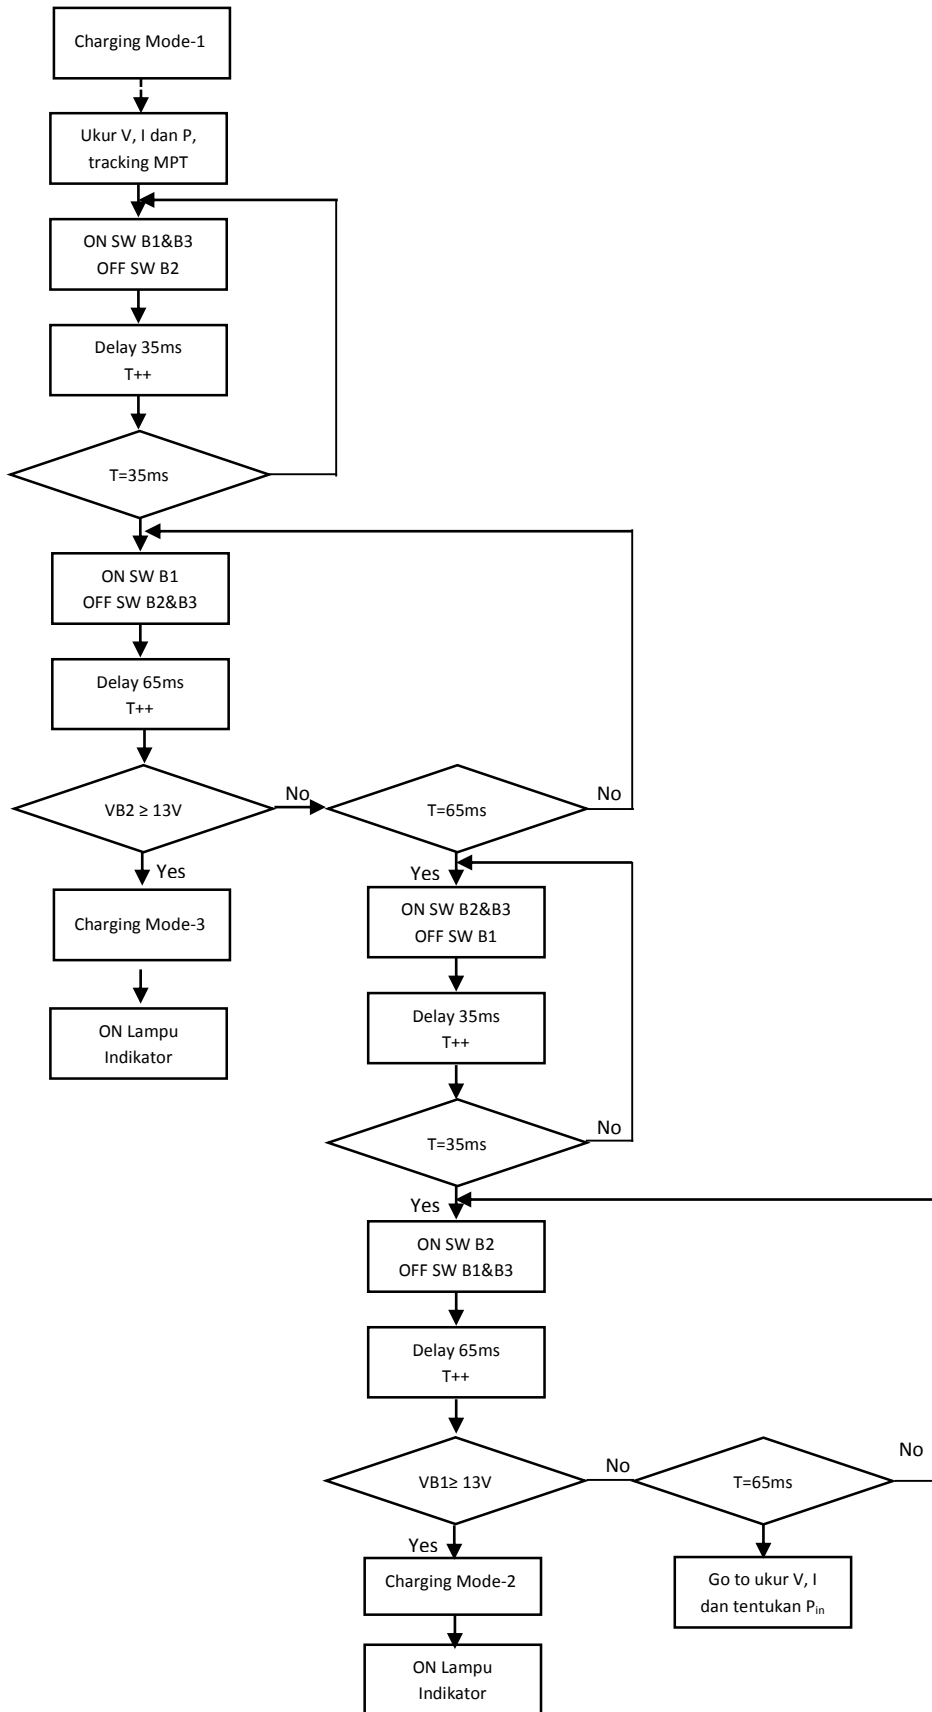 Charging Mode-1
Ukur V, I dan P,
tracking MPT
ON SW B1&B3
OFF SW B2
Delay 35ms
T++
T=35ms
ON SW B1
OFF SW B2&B3
Delay 65ms
T++
VB2 ≥ 13V
No
T=65ms
No
Yes
Charging Mode-3
ON Lampu
Indikator
Yes
ON SW B2&B3
OFF SW B1
Delay 35ms
T++
T=35ms
No
Yes
ON SW B2
OFF SW B1&B3
Delay 65ms
T++
VB1≥ 13V
No
T=65ms
No
Yes
Charging Mode-2
ON Lampu
Indikator
Go to ukur V, I
dan tentukan Pin